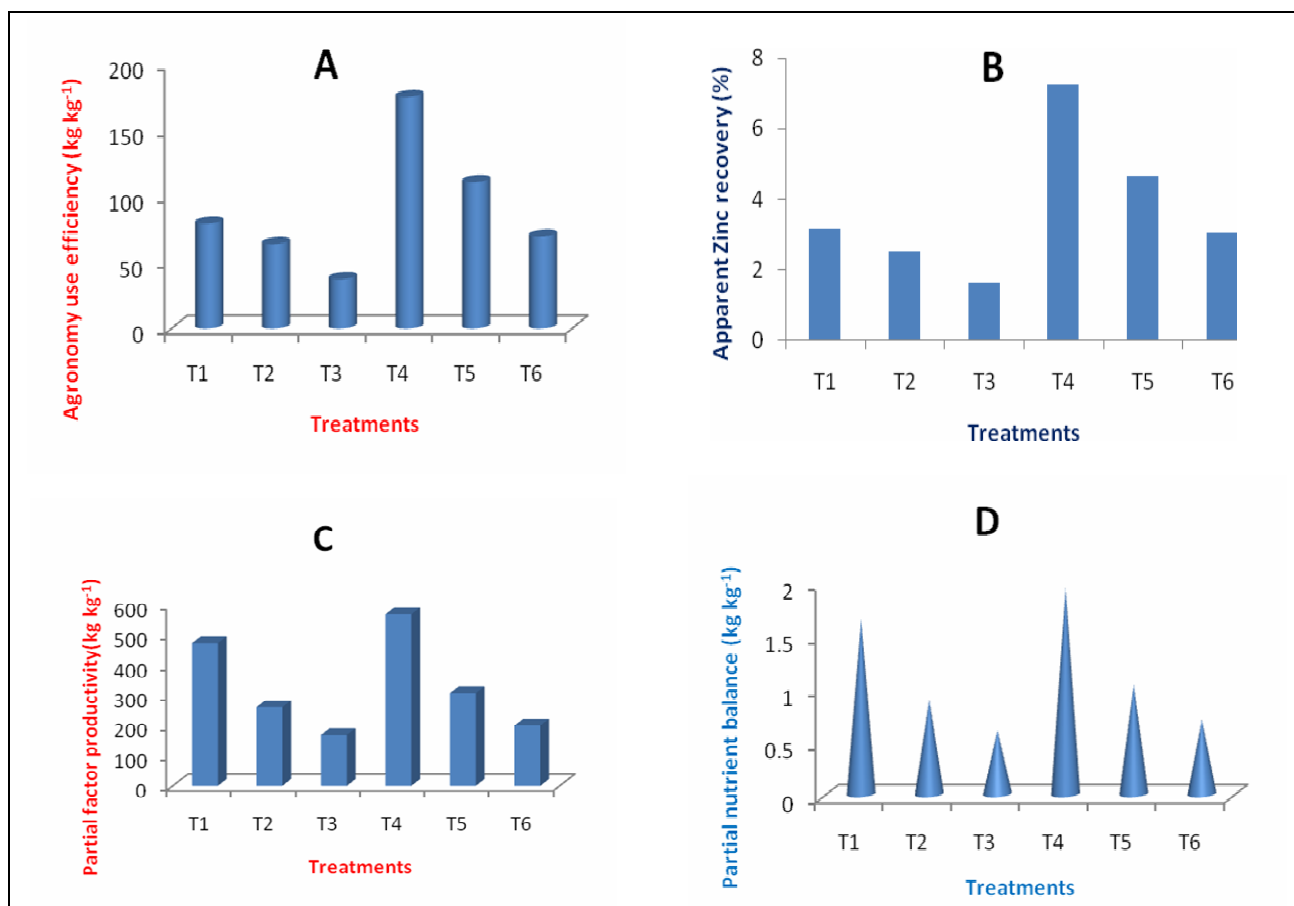 A
Agronomy use efficiency (kg kg⁻¹)
200
150
100
50
0
T1 T2 T3 T4 T5 T6
Treatments
B
Apparent Zinc recovery (%)
8
6
4
2
0
T1 T2 T3 T4 T5 T6
Treatments
C
Partial factor productivity(kg kg⁻¹)
600
500
400
300
200
100
0
T1 T2 T3 T4 T5 T6
Treatments
D
Partial nutrient balance (kg kg⁻¹)
2
1.5
1
0.5
0
T1 T2 T3 T4 T5 T6
Treatments